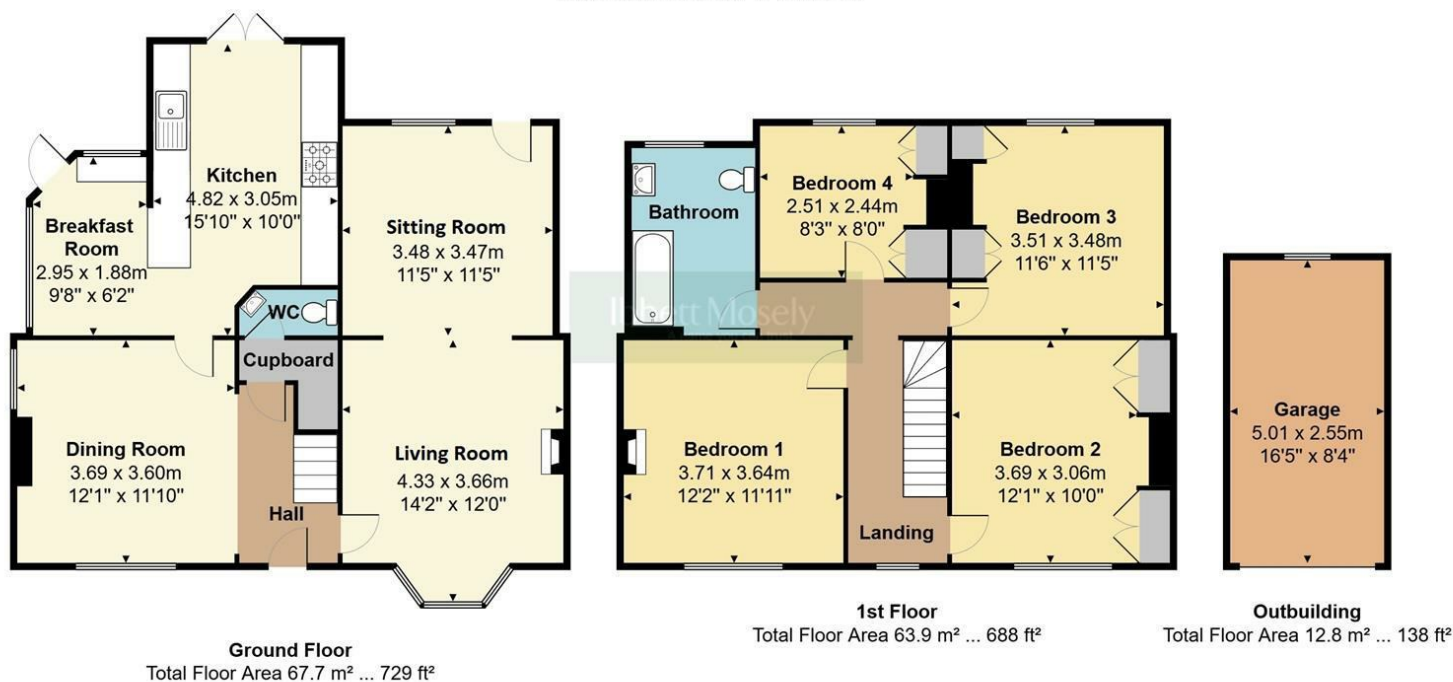 Kitchen
4.82 x 3.05m
15'10" x 10'0"
Breakfast
Room
2.95 x 1.88m
9'8" x 6'2"
Sitting Room
3.48 x 3.47m
11'5" x 11'5"
WC
Cupboard
Dining Room
3.69 x 3.60m
12'1" x 11'10"
Hall
Living Room
4.33 x 3.66m
14'2" x 12'0"
Ground Floor
Total Floor Area 67.7 m² ... 729 ft²
Bathroom
Bedroom 4
2.51 x 2.44m
8'3" x 8'0"
Bedroom 3
3.51 x 3.48m
11'6" x 11'5"
Mosely
Bedroom 1
3.71 x 3.64m
12'2" x 11'11"
Bedroom 2
3.69 x 3.06m
12'1" x 10'0"
Landing
1st Floor
Total Floor Area 63.9 m² ... 688 ft²
Garage
5.01 x 2.55m
16'5" x 8'4"
Outbuilding
Total Floor Area 12.8 m² ... 138 ft²